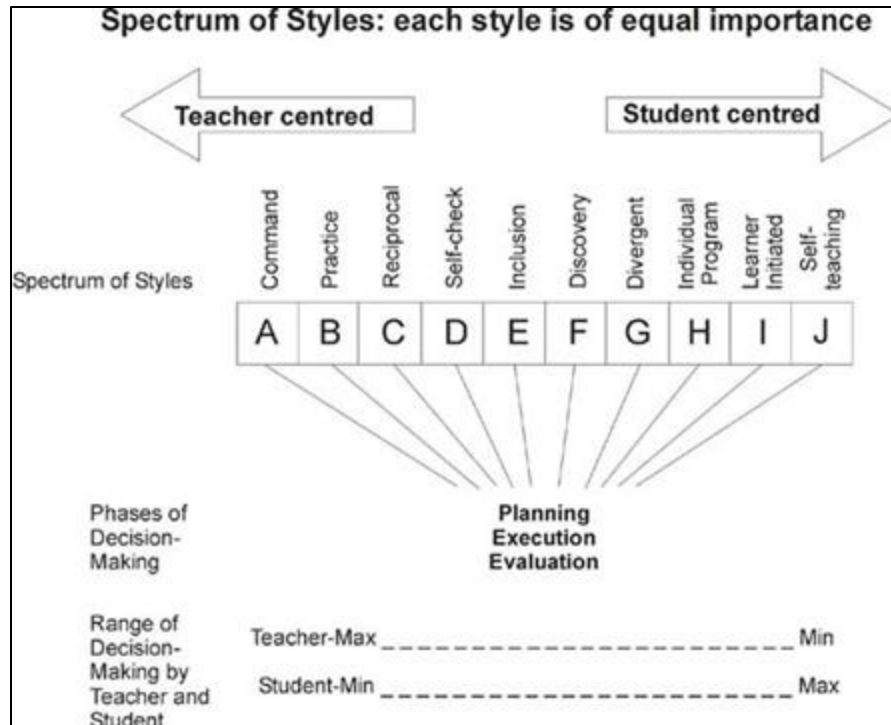 Spectrum of Styles: each style is of equal importance
Teacher centred
Student centred
Spectrum of Styles
Command
Practice
Reciprocal
Self-check
Inclusion
Discovery
Divergent
Individual
Program
Learner
Initiated
Self-
teaching
A B C D E F G H I J
Phases of
Decision-
Making
Planning
Execution
Evaluation
Range of
Decision-
Making by
Teacher and
Student
Teacher-Max Min
Student-Min Max